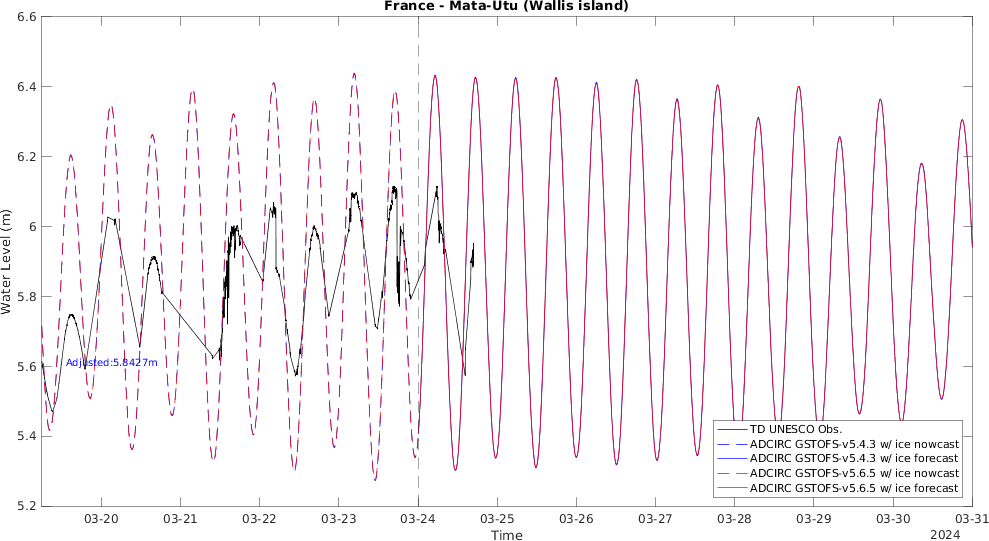 France - Mata-Utu (Wallis island)
6.6
6.4
6.2
6
5.8
5.6
5.4
5.2
Water Level (m)
Adjusted:5.8427m
TD UNESCO Obs.
ADCIRC GSTOFS-v5.4.3 w/ ice nowcast
ADCIRC GSTOFS-v5.4.3 w/ ice forecast
ADCIRC GSTOFS-v5.6.5 w/ ice nowcast
ADCIRC GSTOFS-v5.6.5 w/ ice forecast
03-20 03-21 03-22 03-23 03-24 03-25 03-26 03-27 03-28 03-29 03-30 03-31
Time
2024